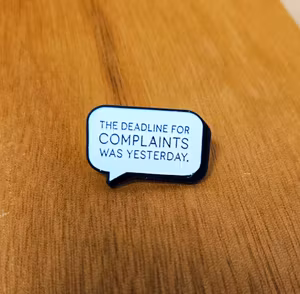 THE DEADLINE FOR
COMPLAINTS
WAS YESTERDAY.